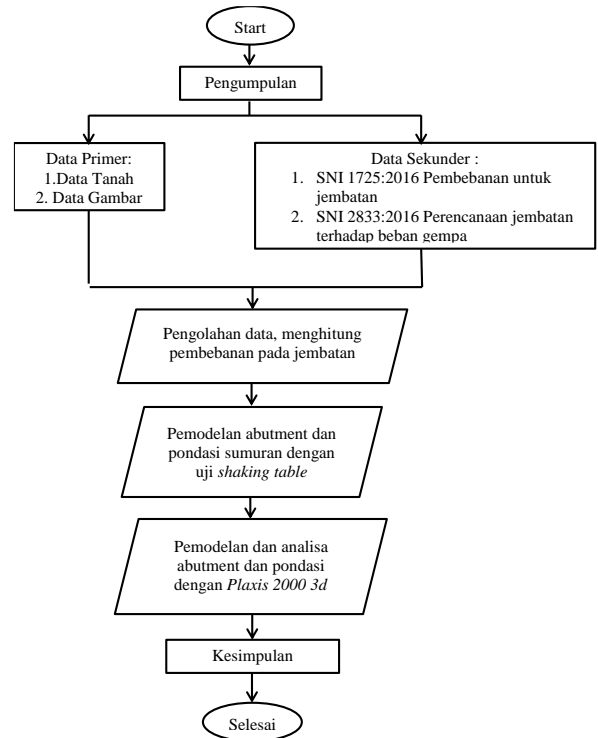 Start
Pengumpulan
Data Primer:
1.Data Tanah
2. Data Gambar
Data Sekunder :
1. SNI 1725:2016 Pembebanan untuk
jembatan
2. SNI 2833:2016 Perencanaan jembatan
terhadap beban gempa
Pengolahan data, menghitung
pembebanan pada jembatan
Pemodelan abutment dan
pondasi sumuran dengan
uji shaking table
Pemodelan dan analisa
abutment dan pondasi
dengan Plaxis 2000 3d
Kesimpulan
Selesai